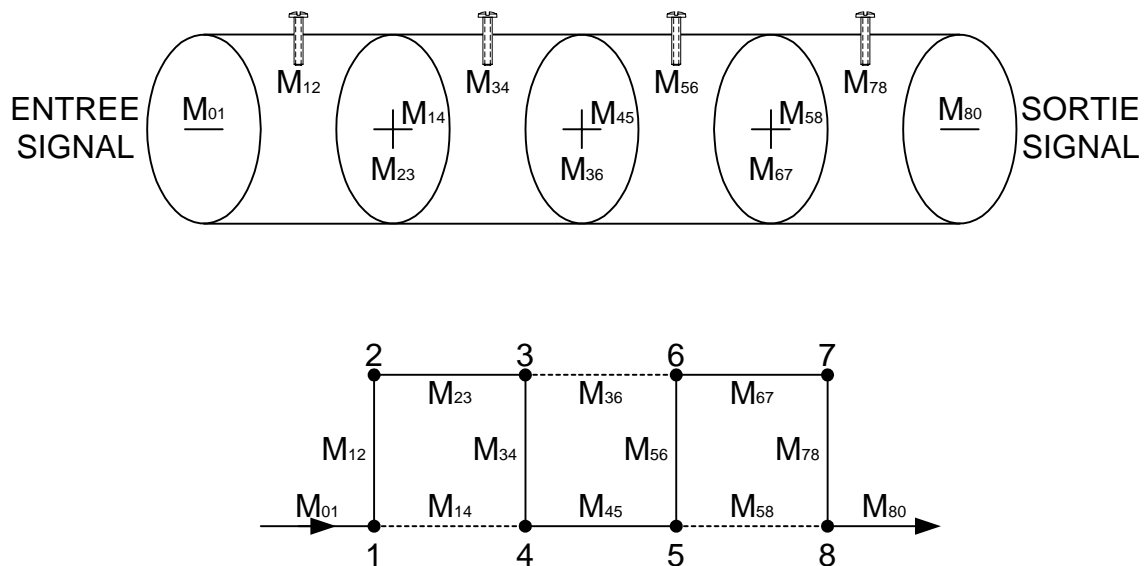 M12 M34 M56 M78
ENTREE SIGNAL
M01 M14 M45 M58 M80
M23 M36 M67
SORTIE SIGNAL
2 3 6 7
M23 M36 M67
M12 M34 M56 M78
M01 M14 M45 M58 M80
1 4 5 8